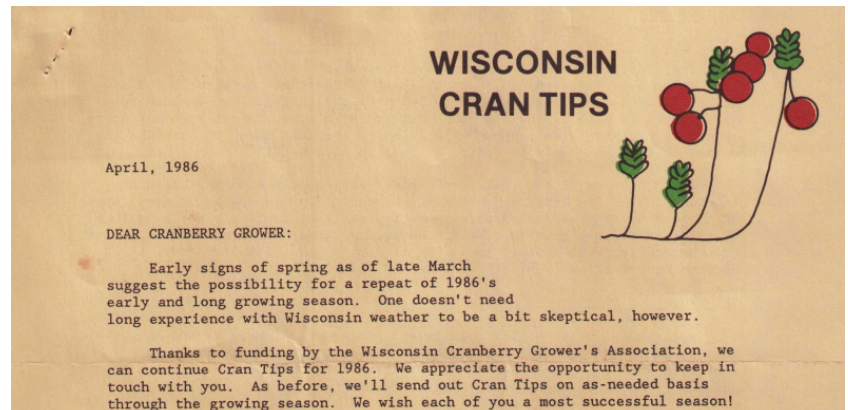 WISCONSIN
CRAN TIPS
April, 1986
DEAR CRANBERRY GROWER:
Early signs of spring as of late March
suggest the possibility for a repeat of 1986's
early and long growing season. One doesn't need
long experience with Wisconsin weather to be a bit skeptical, however.
Thanks to funding by the Wisconsin Cranberry Grower's Association, we
can continue Cran Tips for 1986. We appreciate the opportunity to keep in
touch with you. As before, we'll send out Cran Tips on as-needed basis
through the growing season. We wish each of you a most successful season!